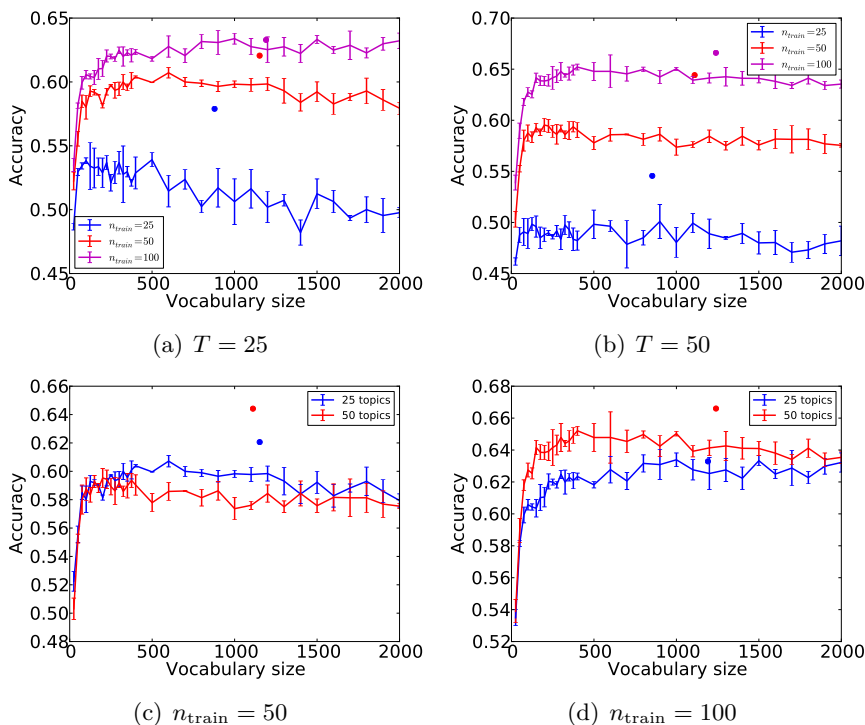 0.65
0.60
0.55
0.50
0.45
Accuracy
n_train=25
n_train=50
n_train=100
0 500 1000 1500 2000
Vocabulary size
(a) T = 25
0.70
0.65
0.60
0.55
0.50
0.45
Accuracy
n_train=25
n_train=50
n_train=100
0 500 1000 1500 2000
Vocabulary size
(b) T = 50
0.66
0.64
0.62
0.60
0.58
0.56
0.54
0.52
0.50
0.48
Accuracy
25 topics
50 topics
0 500 1000 1500 2000
Vocabulary size
(c) n_train = 50
0.68
0.66
0.64
0.62
0.60
0.58
0.56
0.54
0.52
Accuracy
25 topics
50 topics
0 500 1000 1500 2000
Vocabulary size
(d) n_train = 100